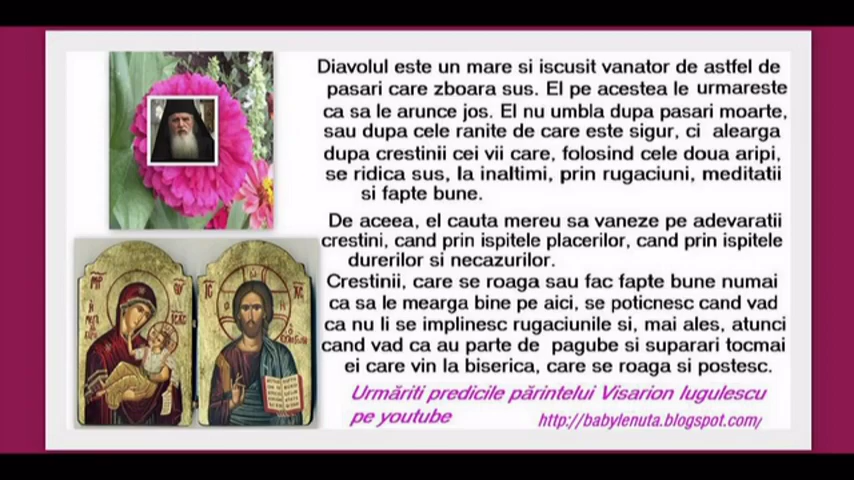 Diavolul este un mare si iscusit vanator de astfel de
pasari care zboara sus. El pe acestea le urmareste
ca sa le arunce jos. El nu umbla dupa pasari moarte,
sau dupa cele ranite de care este sigur, ci alearga
dupa crestinii cei vii care, folosind cele doua aripi,
se ridica sus, la inaltimi, prin rugaciuni, meditatii
si fapte bune.
De aceea, el cauta mereu sa vaneze pe adevaratii
crestini, cand prin ispitele placerilor, cand prin ispitele
durerilor si necazurilor.
Crestinii, care se roaga sau fac fapte bune numai
ca sa le mearga bine pe aici, se poticnesc cand vad
ca nu li se implinesc rugaciunile si, mai ales, atunci
cand vad ca au parte de pagube si suparari tocmai
ei care vin la biserica, care se roaga si postesc.
Urmăriti predicile părintelui Visarion Iugulescu
pe youtube
http://babylenuta.blogspot.com/